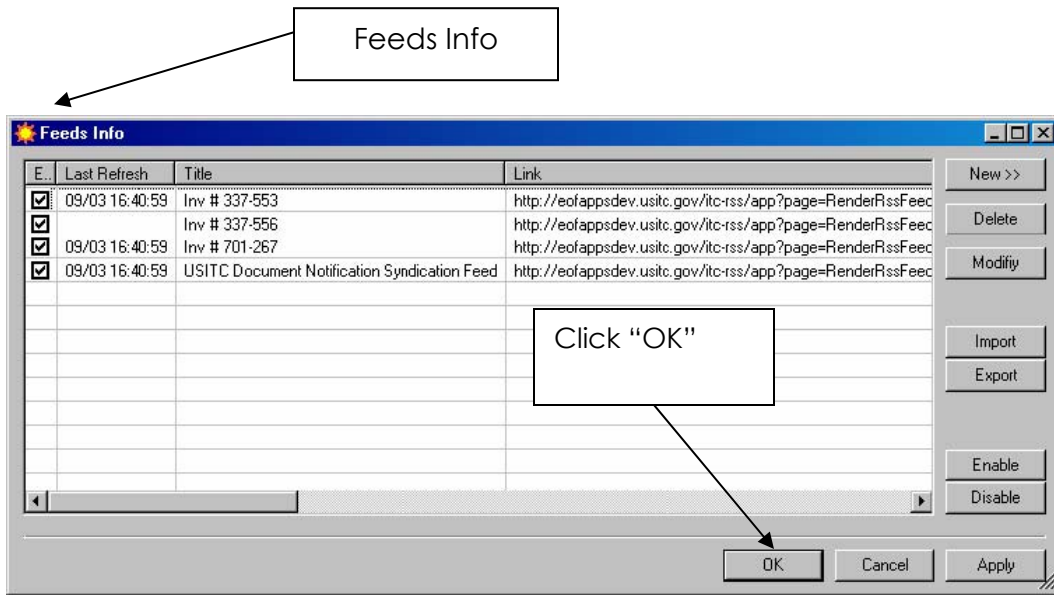 Feeds Info
Feeds Info
E.. Last Refresh Title Link New >>
09/03 16:40:59 Inv # 337-553 http://eofappsdev.usitc.gov/itc-rss/app?page=RenderRssFeed
Inv # 337-556 http://eofappsdev.usitc.gov/itc-rss/app?page=RenderRssFeed Delete
09/03 16:40:59 Inv # 701-267 http://eofappsdev.usitc.gov/itc-rss/app?page=RenderRssFeed
09/03 16:40:59 USITC Document Notification Syndication Feed http://eofappsdev.usitc.gov/itc-rss/app?page=RenderRssFeed Modifiy
Click “OK”
Import
Export
Enable
Disable
OK Cancel Apply